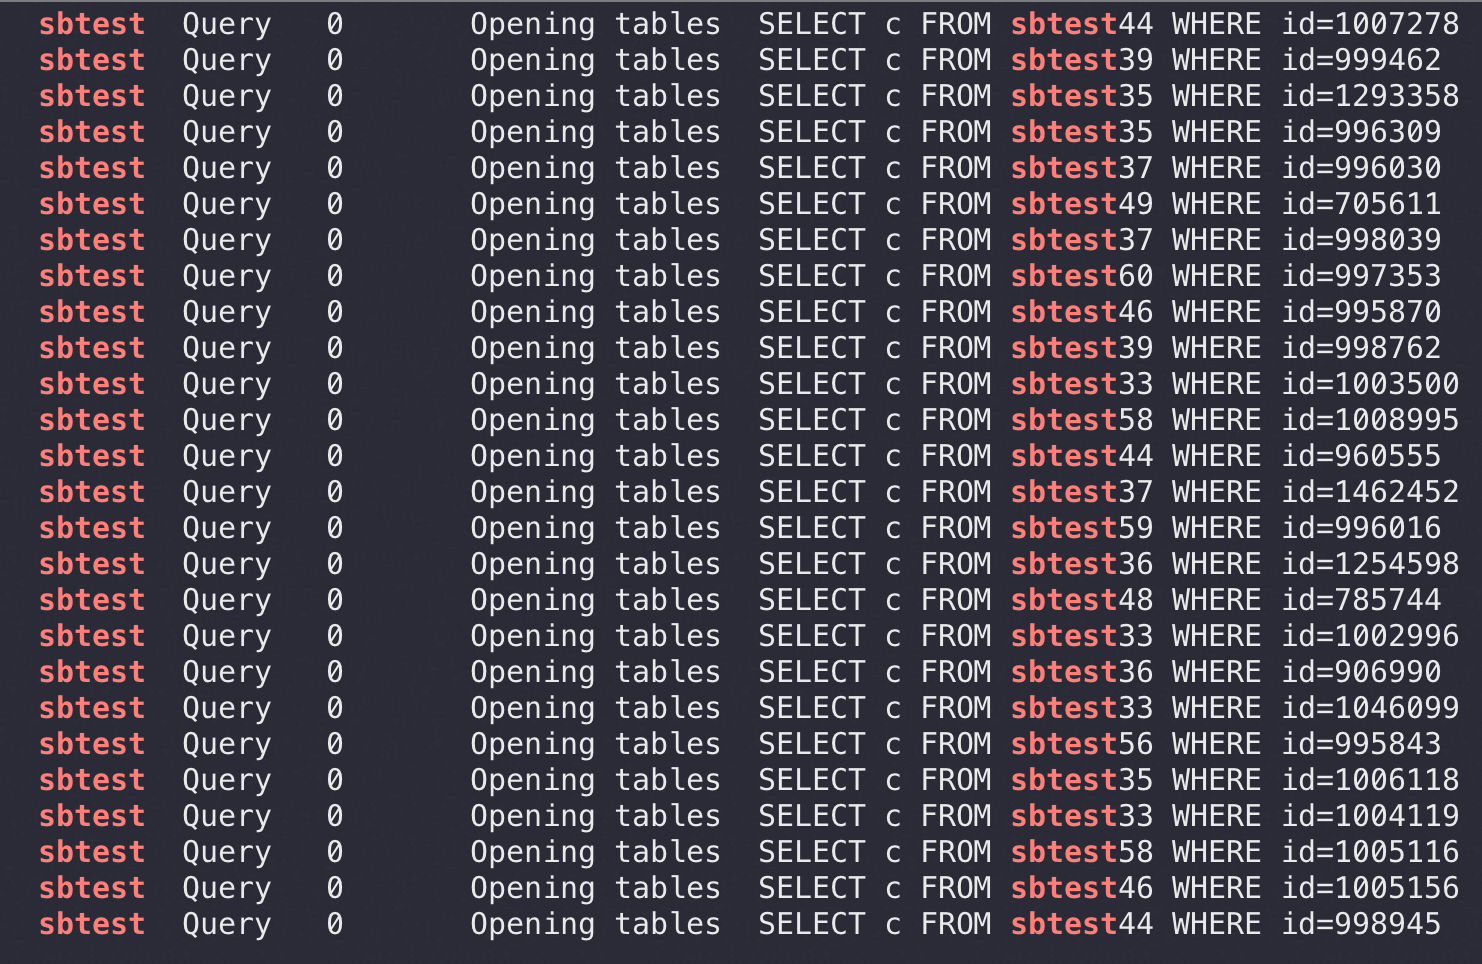 sbtest Query 0 Opening tables SELECT c FROM sbtest44 WHERE id=1007278
sbtest Query 0 Opening tables SELECT c FROM sbtest39 WHERE id=999462
sbtest Query 0 Opening tables SELECT c FROM sbtest35 WHERE id=1293358
sbtest Query 0 Opening tables SELECT c FROM sbtest35 WHERE id=996309
sbtest Query 0 Opening tables SELECT c FROM sbtest37 WHERE id=996030
sbtest Query 0 Opening tables SELECT c FROM sbtest49 WHERE id=705611
sbtest Query 0 Opening tables SELECT c FROM sbtest37 WHERE id=998039
sbtest Query 0 Opening tables SELECT c FROM sbtest60 WHERE id=997353
sbtest Query 0 Opening tables SELECT c FROM sbtest46 WHERE id=995870
sbtest Query 0 Opening tables SELECT c FROM sbtest39 WHERE id=998762
sbtest Query 0 Opening tables SELECT c FROM sbtest33 WHERE id=1003500
sbtest Query 0 Opening tables SELECT c FROM sbtest58 WHERE id=1008995
sbtest Query 0 Opening tables SELECT c FROM sbtest44 WHERE id=960555
sbtest Query 0 Opening tables SELECT c FROM sbtest37 WHERE id=1462452
sbtest Query 0 Opening tables SELECT c FROM sbtest59 WHERE id=996016
sbtest Query 0 Opening tables SELECT c FROM sbtest36 WHERE id=1254598
sbtest Query 0 Opening tables SELECT c FROM sbtest48 WHERE id=785744
sbtest Query 0 Opening tables SELECT c FROM sbtest33 WHERE id=1002996
sbtest Query 0 Opening tables SELECT c FROM sbtest36 WHERE id=906990
sbtest Query 0 Opening tables SELECT c FROM sbtest33 WHERE id=1046099
sbtest Query 0 Opening tables SELECT c FROM sbtest56 WHERE id=995843
sbtest Query 0 Opening tables SELECT c FROM sbtest35 WHERE id=1006118
sbtest Query 0 Opening tables SELECT c FROM sbtest33 WHERE id=1004119
sbtest Query 0 Opening tables SELECT c FROM sbtest58 WHERE id=1005116
sbtest Query 0 Opening tables SELECT c FROM sbtest46 WHERE id=1005156
sbtest Query 0 Opening tables SELECT c FROM sbtest44 WHERE id=998945